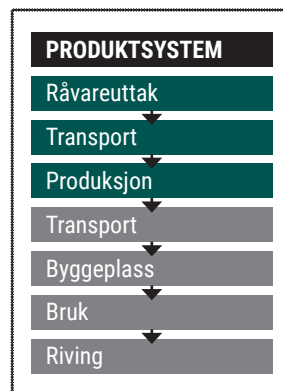 PRODUKTSYSTEM
Råvareuttak
Transport
Produksjon
Transport
Byggeplass
Bruk
Riving